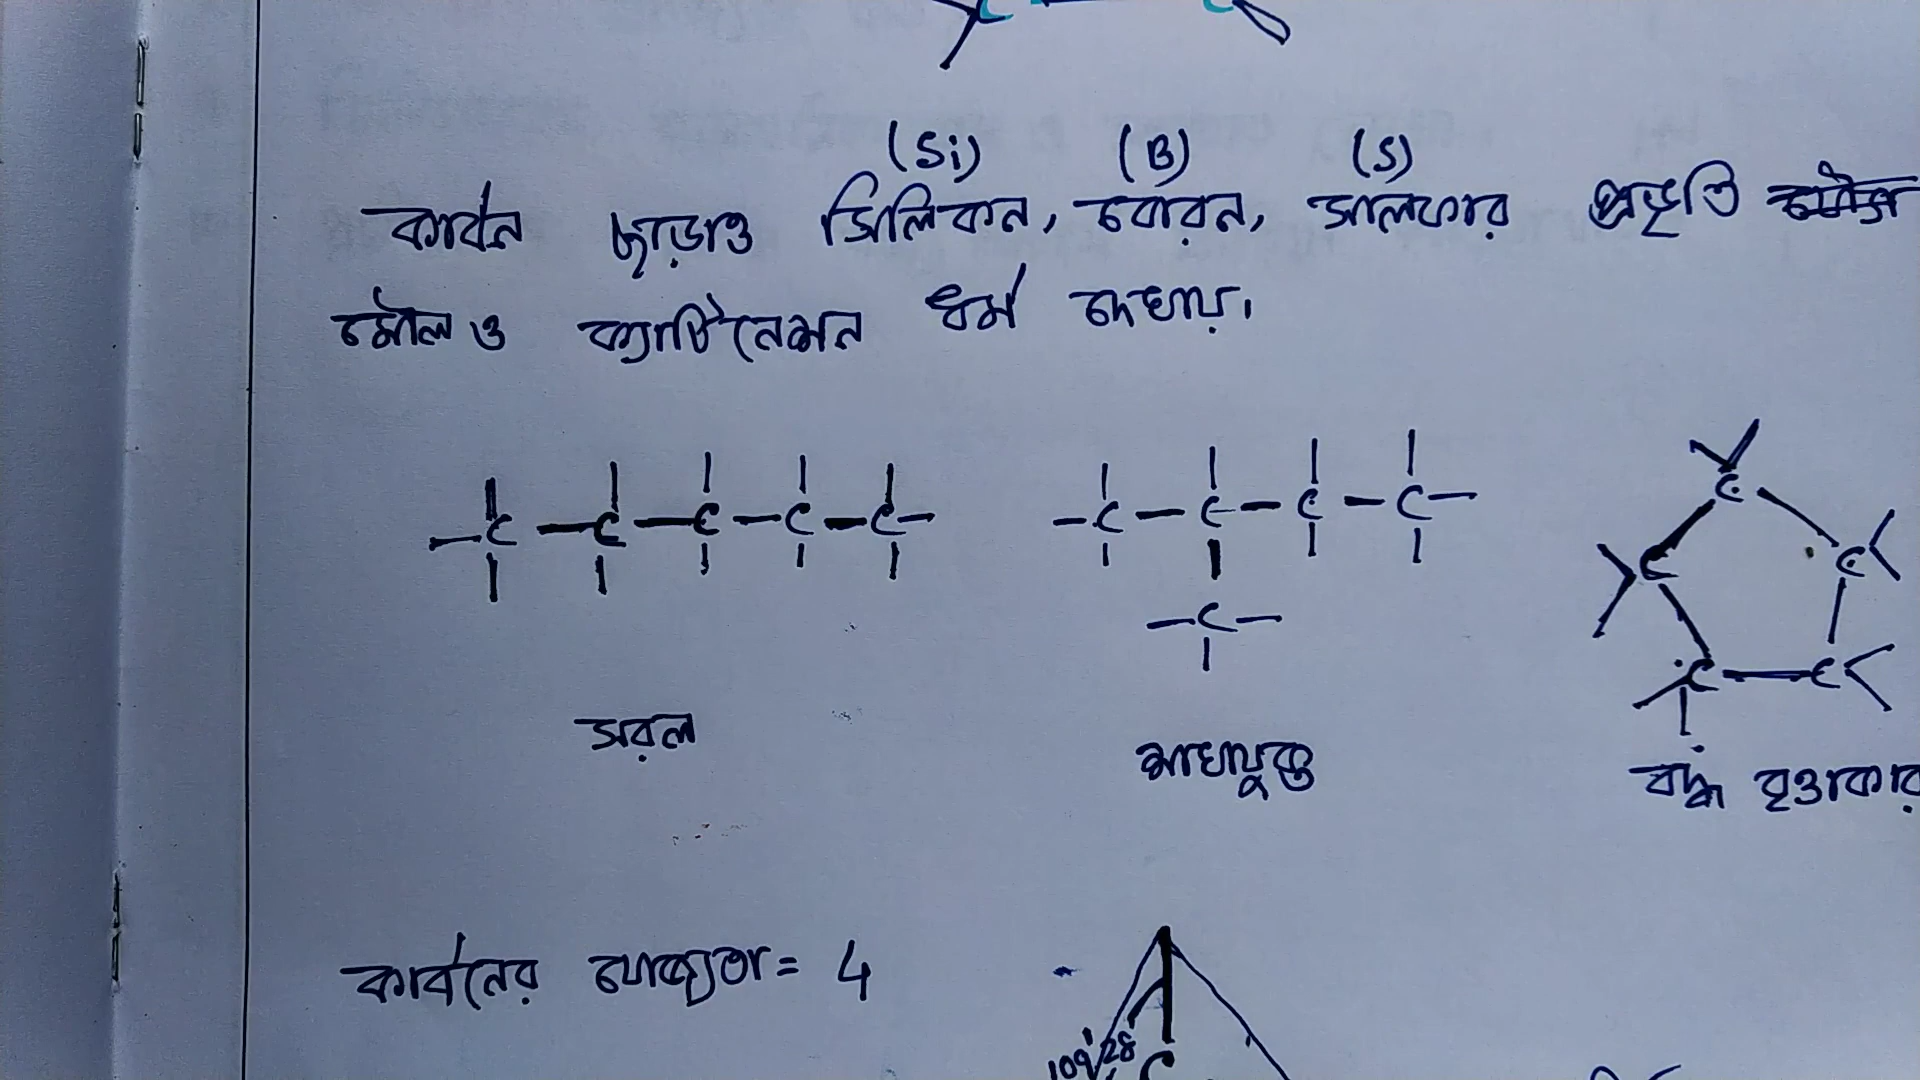 (Si) (B) (S)
কার্বন ছাড়াও সিলিকন, বোরন, সালফার প্রভৃতি
মৌল ও ক্যাটিনেশন ধর্ম দেখায়।
C C C C C
C C C C
C
C
C C
C C
সরল শাখাযুক্ত বদ্ধ বৃত্তাকার
কার্বনের যোজ্যতা = 4
109°28'
C